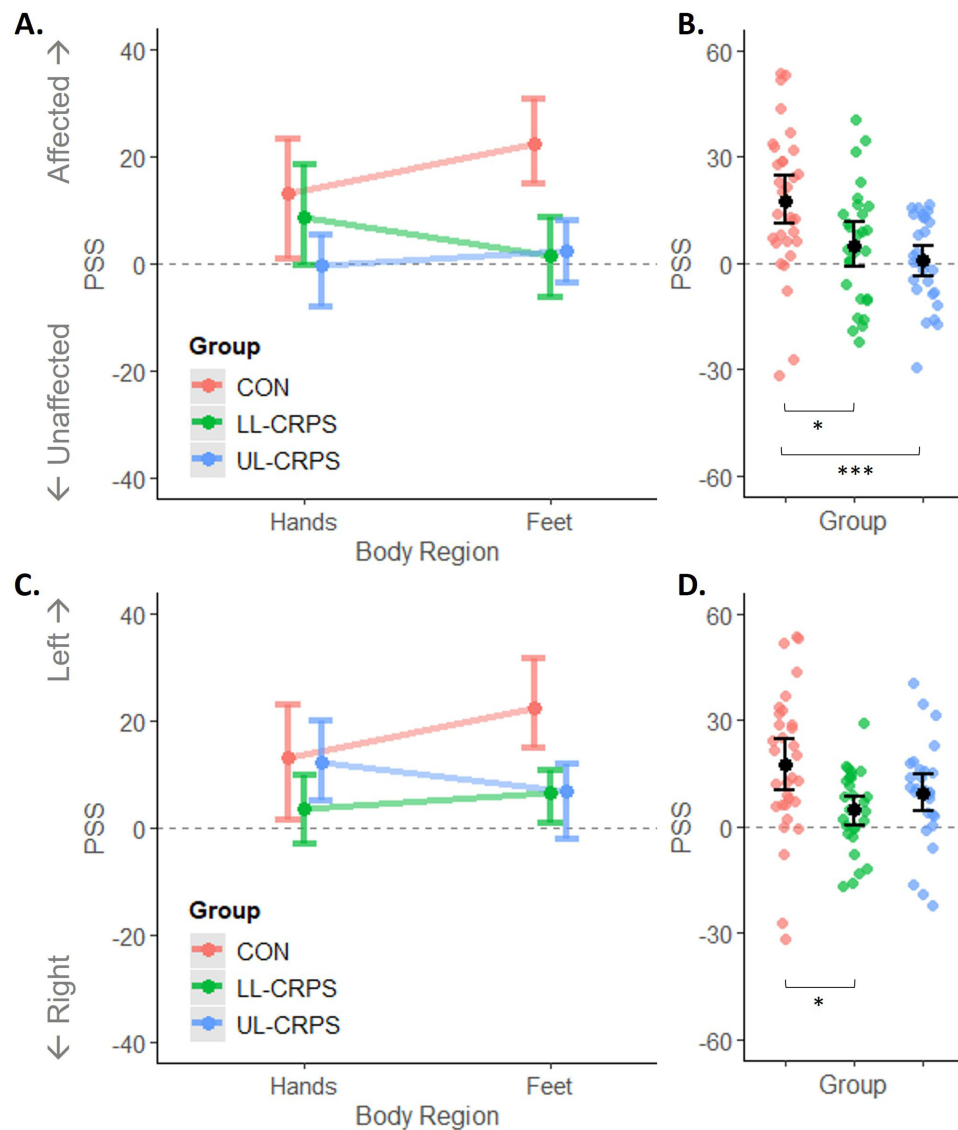 A.
Affected →
← Unaffected
PSS
40
20
0
-20
-40
Group
CON
LL-CRPS
UL-CRPS
Hands
Feet
Body Region
B.
PSS
60
30
0
-30
-60
*
***
Group
C.
Left →
← Right
PSS
40
20
0
-20
-40
Group
CON
LL-CRPS
UL-CRPS
Hands
Feet
Body Region
D.
PSS
60
30
0
-30
-60
*
Group